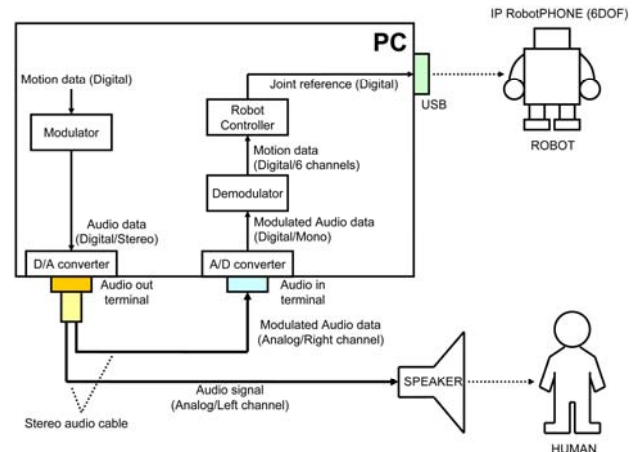 IP RobotPHONE (6DOF)
PC
Motion data (Digital)
Joint reference (Digital)
USB
Robot
Controller
Modulator
ROBOT
Motion data
(Digital/6 channels)
Demodulator
Audio data
(Digital/Stereo)
Modulated Audio data
(Digital/Mono)
D/A converter
A/D converter
Audio out
terminal
Audio in
terminal
Modulated Audio data
(Analog/Right channel)
SPEAKER
Audio signal
(Analog/Left channel)
Stereo audio cable
HUMAN